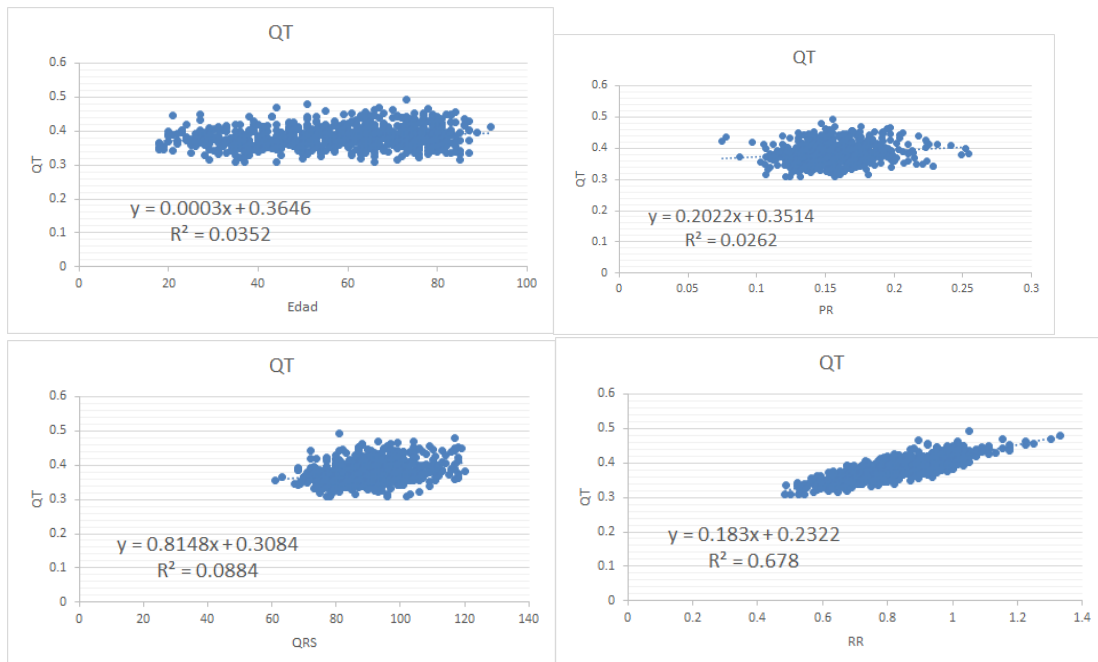 QT
0.6
0.5
0.4
0.3
0.2
0.1
0
QT
y = 0.0003x + 0.3646
R² = 0.0352
0 20 40 60 80 100
Edad
QT
0.6
0.5
0.4
0.3
0.2
0.1
0
QT
y = 0.2022x + 0.3514
R² = 0.0262
0 0.05 0.1 0.15 0.2 0.25 0.3
PR
QT
0.6
0.5
0.4
0.3
0.2
0.1
0
QT
y = 0.8148x + 0.3084
R² = 0.0884
0 20 40 60 80 100 120 140
QRS
QT
0.6
0.5
0.4
0.3
0.2
0.1
0
QT
y = 0.183x + 0.2322
R² = 0.678
0 0.2 0.4 0.6 0.8 1 1.2 1.4
RR